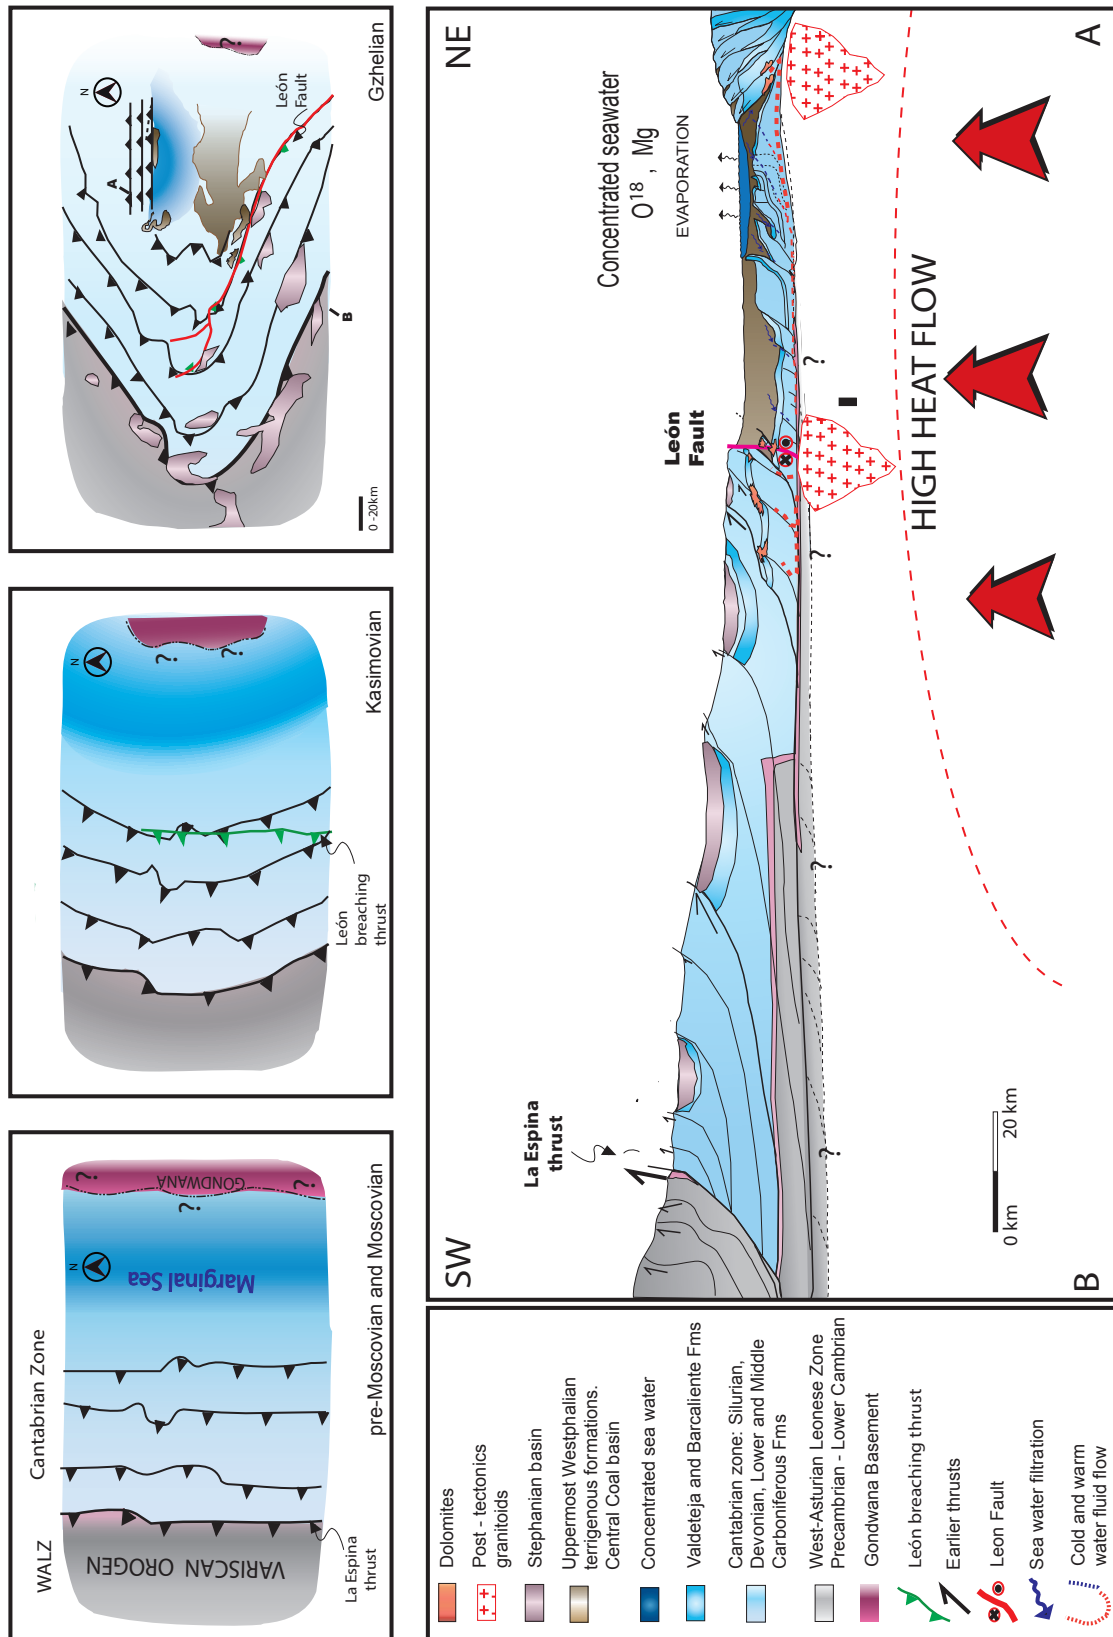 WALZ
Cantabrian Zone
VARISCAN OROGEN
N
Marginal Sea
GONDWANA
?
?
?
La Espina
thrust
pre-Moscovian and Moscovian
N
?
?
León
breaching
thrust
Kasimovian
N
?
A
B
León
Fault
0 -20km
Gzhelian
Dolomites
Post - tectonics
granitoids
Stephanian basin
Uppermost Westphalian
terrigenous formations.
Central Coal basin
Concentrated sea water
Valdeteja and Barcaliente Fms
Cantabrian zone: Silurian,
Devonian, Lower and Middle
Carboniferous Fms
West-Asturian Leonese Zone
Precambrian - Lower Cambrian
Gondwana Basement
León breaching thrust
Earlier thrusts
Leon Fault
Sea water filtration
Cold and warm
water fluid flow
SW
NE
La Espina
thrust
León
Fault
Concentrated seawater
O18 , Mg
EVAPORATION
?
?
?
?
HIGH HEAT FLOW
0 km
20 km
B
A